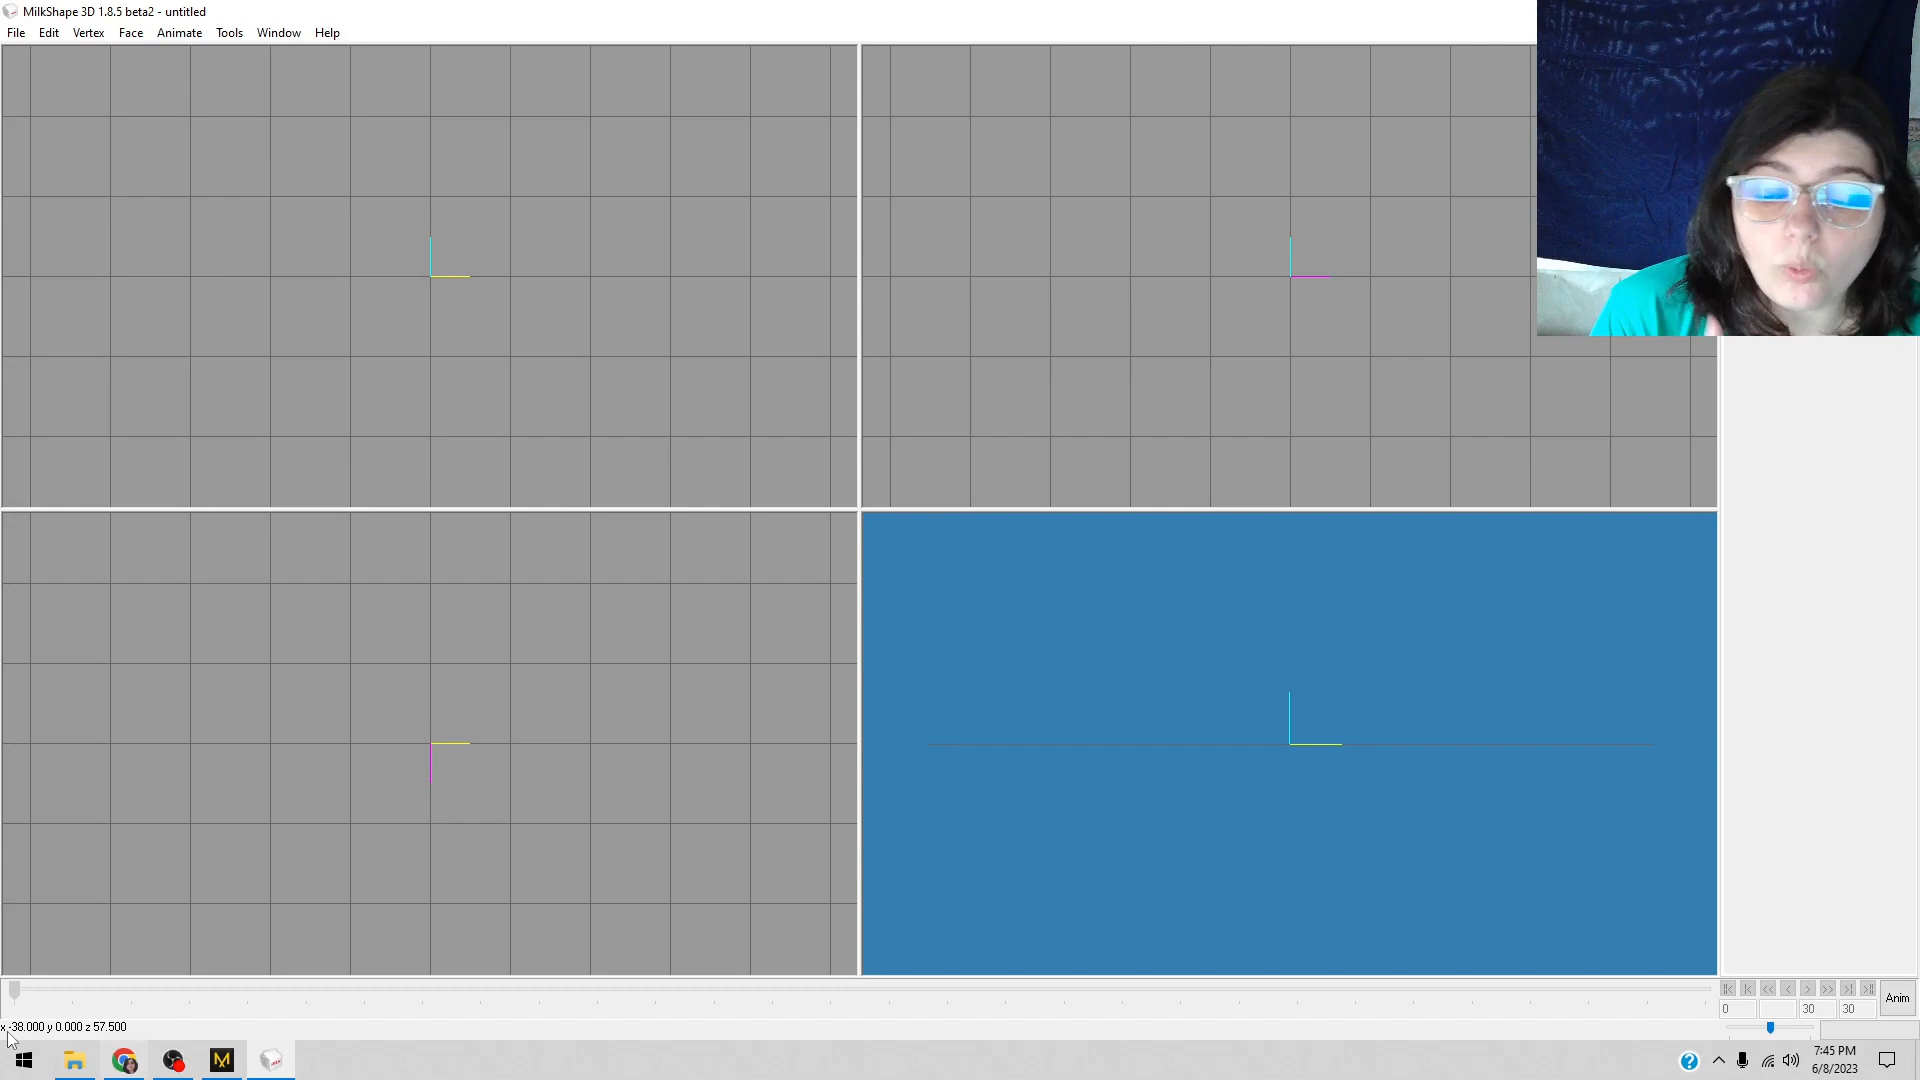 MilkShape 3D 1.8.5 beta2 - untitled
File Edit Vertex Face Animate Tools Window Help
0 30 30 Anim
x -38.000 y 0.000 z 57.500
7:45 PM
6/8/2023